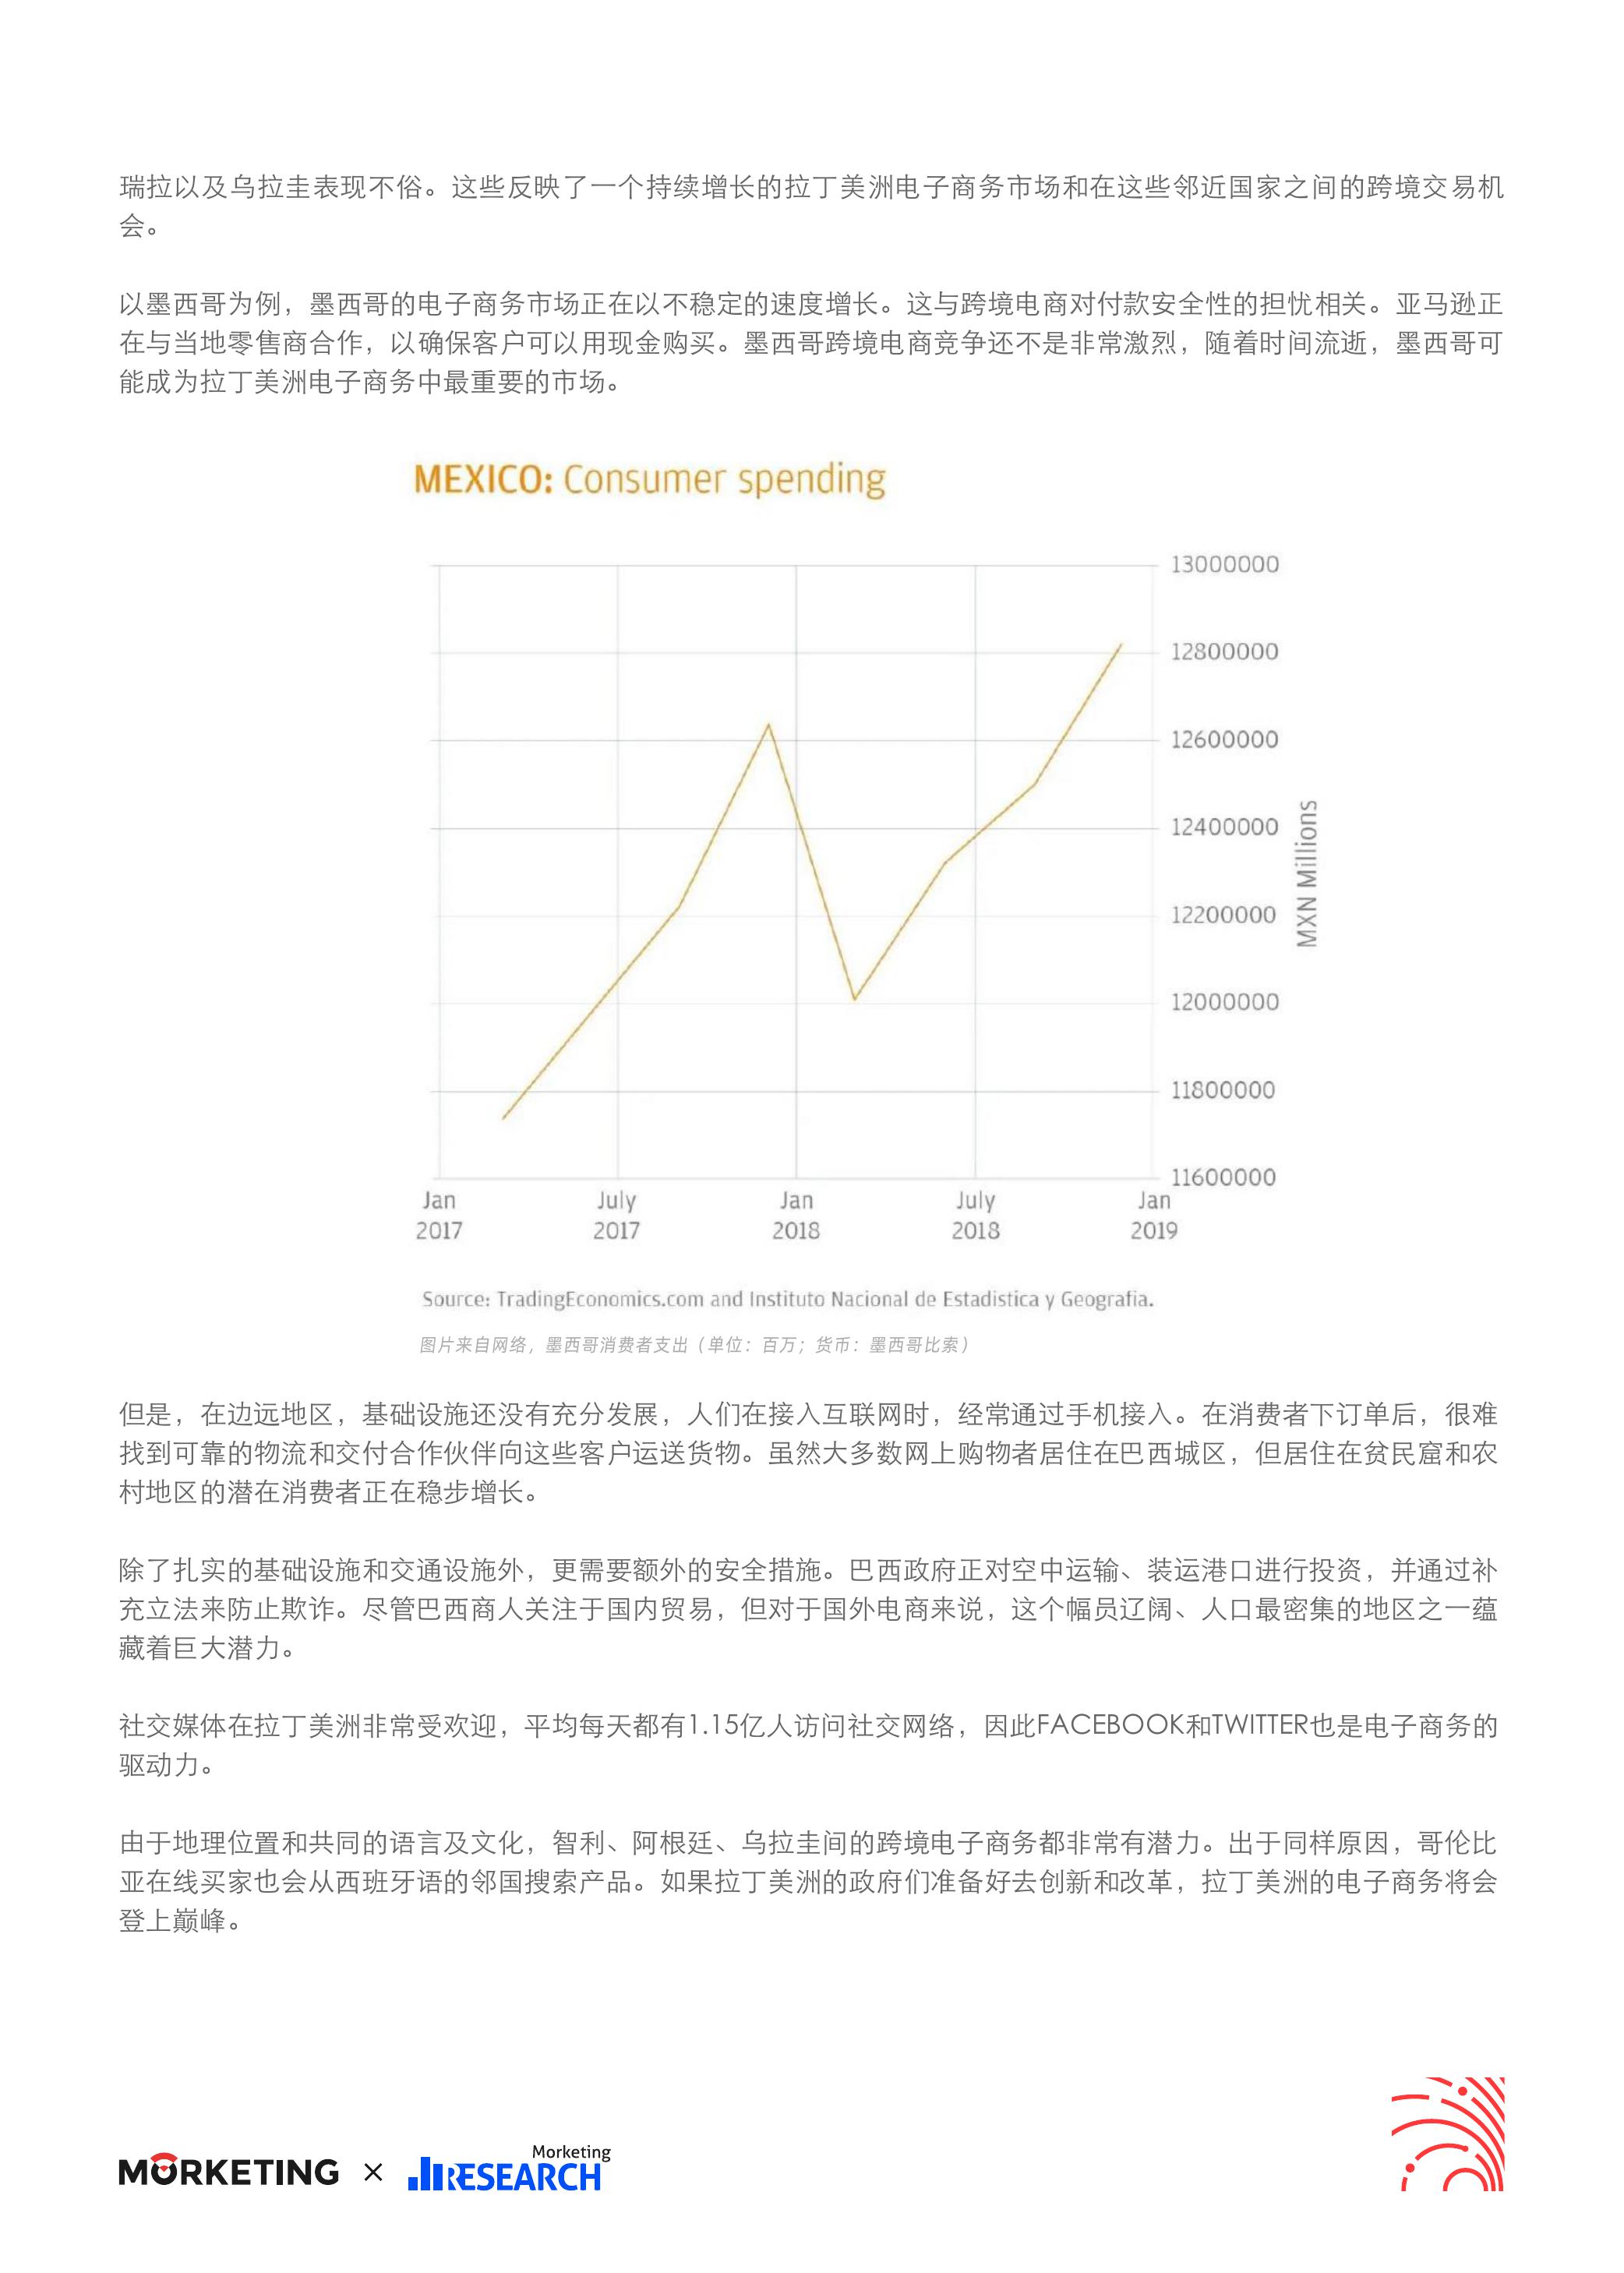 瑞拉以及乌拉圭表现不俗。这些反映了一个持续增长的拉丁美洲电子商务市场和在这些邻近国家之间的跨境交易机
会。
以墨西哥为例，墨西哥的电子商务市场正在以不稳定的速度增长。这与跨境电商对付款安全性的担忧相关。亚马逊正
在与当地零售商合作，以确保客户可以用现金购买。墨西哥跨境电商竞争还不是非常激烈，随着时间流逝，墨西哥可
能成为拉丁美洲电子商务中最重要的市场。
MEXICO: Consumer spending
13000000
12800000
12600000
12400000
12200000
12000000
11800000
11600000
MXN Millions
Jan July Jan July Jan
2017 2017 2018 2018 2019
Source: TradingEconomics.com and Instituto Nacional de Estadistica y Geografia.
图片来自网络，墨西哥消费者支出（单位：百万；货币：墨西哥比索）
但是，在边远地区，基础设施还没有充分发展，人们在接入互联网时，经常通过手机接入。在消费者下订单后，很难
找到可靠的物流和交付合作伙伴向这些客户运送货物。虽然大多数网上购物者居住在巴西城区，但居住在贫民窟和农
村地区的潜在消费者正在稳步增长。
除了扎实的基础设施和交通设施外，更需要额外的安全措施。巴西政府正对空中运输、装运港口进行投资，并通过补
充立法来防止欺诈。尽管巴西商人关注于国内贸易，但对于国外电商来说，这个幅员辽阔、人口最密集的地区之一蕴
藏着巨大潜力。
社交媒体在拉丁美洲非常受欢迎，平均每天都有1.15亿人访问社交网络，因此FACEBOOK和TWITTER也是电子商务的
驱动力。
由于地理位置和共同的语言及文化，智利、阿根廷、乌拉圭间的跨境电子商务都非常有潜力。出于同样原因，哥伦比
亚在线买家也会从西班牙语的邻国搜索产品。如果拉丁美洲的政府们准备好去创新和改革，拉丁美洲的电子商务将会
登上巅峰。
MORKETING × Morketing RESEARCH